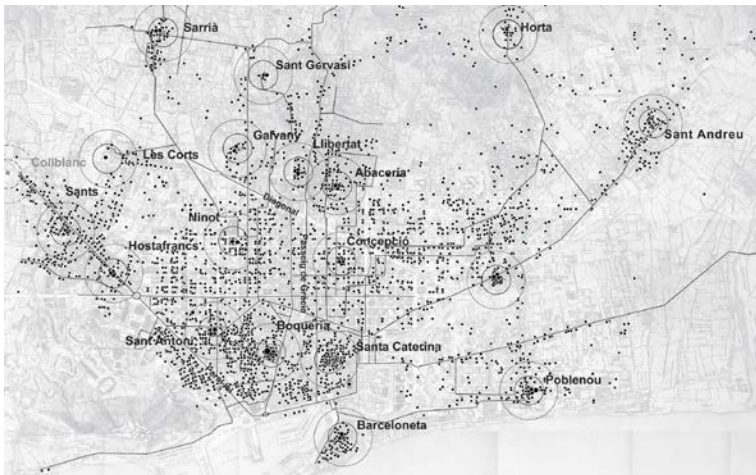 Sarrià
Horta
Sant Gervasi
Galvany
Llibertat
Sant Andreu
Les Corts
Collblanc
Abaceria
Sants
Diagonal
Ninot
Hostafrancs
Concepció
Passeig de Gràcia
Sant Antoni
Boqueria
Santa Caterina
Poblenou
Barceloneta